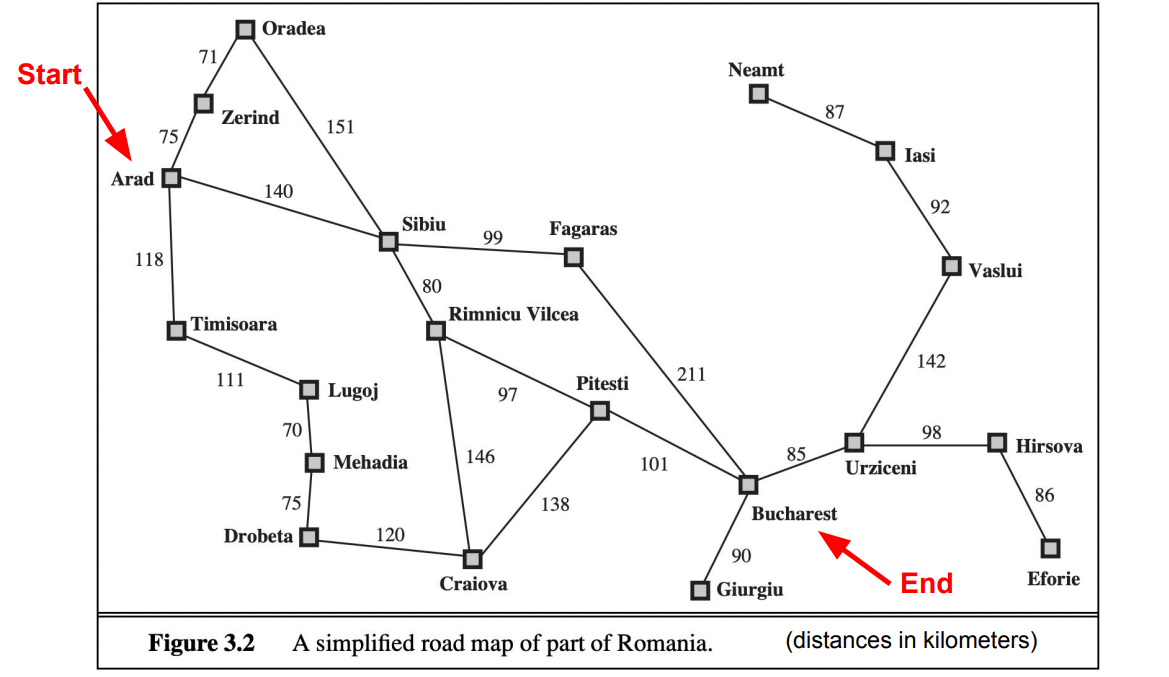 Oradea
71
Neamt
Start
Zerind
87
151
75
Iasi
Arad
140
92
Sibiu
Fagaras
99
118
Vaslui
80
Rimnicu Vilcea
Timisoara
142
211
111
Pitesti
Lugoj
97
70
98
Hirsova
146
85
Mehadia
101
Urziceni
86
75
138
Bucharest
Drobeta
120
90
End
Craiova
Giurgiu
Eforie
Figure 3.2 A simplified road map of part of Romania. (distances in kilometers)